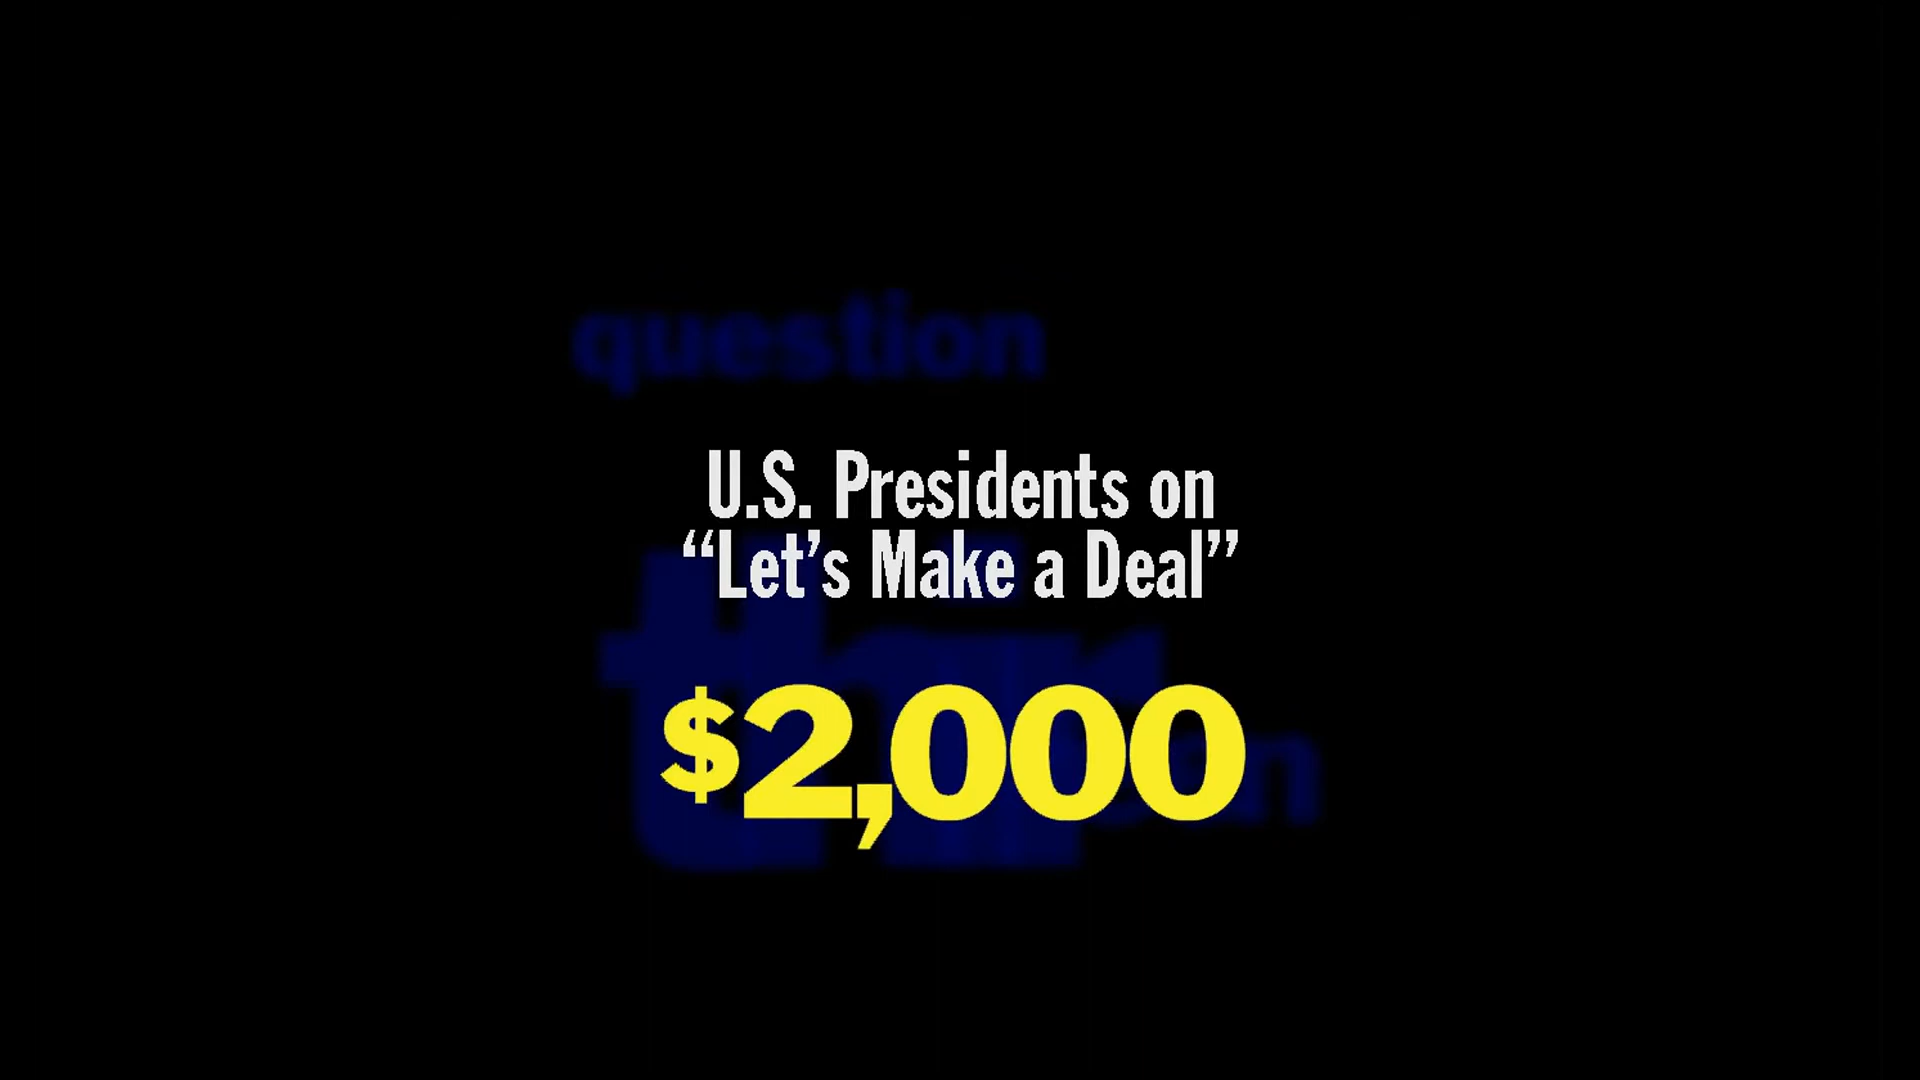 question
U.S. Presidents on
“Let’s Make a Deal”
$2,000